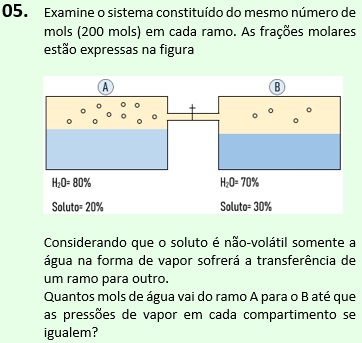 05. Examine o sistema constituído do mesmo número de
mols (200 mols) em cada ramo. As frações molares
estão expressas na figura
A B
H₂O= 80% H₂O= 70%
Soluto= 20% Soluto= 30%
Considerando que o soluto é não-volátil somente a
água na forma de vapor sofrerá a transferência de
um ramo para outro.
Quantos mols de água vai do ramo A para o B até que
as pressões de vapor em cada compartimento se
igualem?